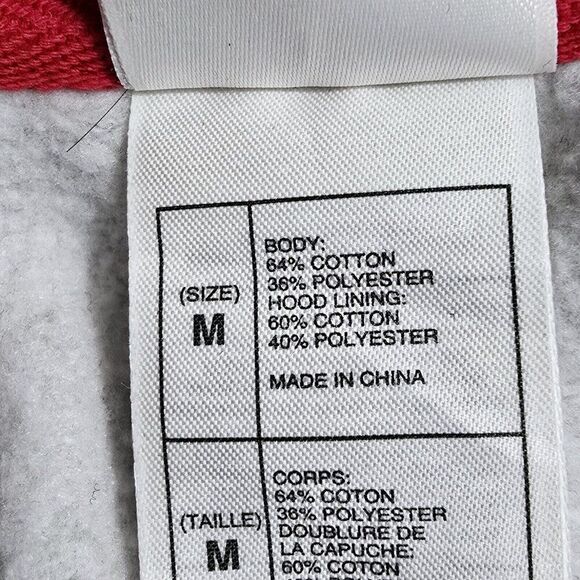 (SIZE)
M
BODY:
64% COTTON
36% POLYESTER
HOOD LINING:
60% COTTON
40% POLYESTER
MADE IN CHINA
(TAILLE)
M
CORPS:
64% COTON
36% POLYESTER
DOUBLURE DE
LA CAPUCHE:
60% COTON